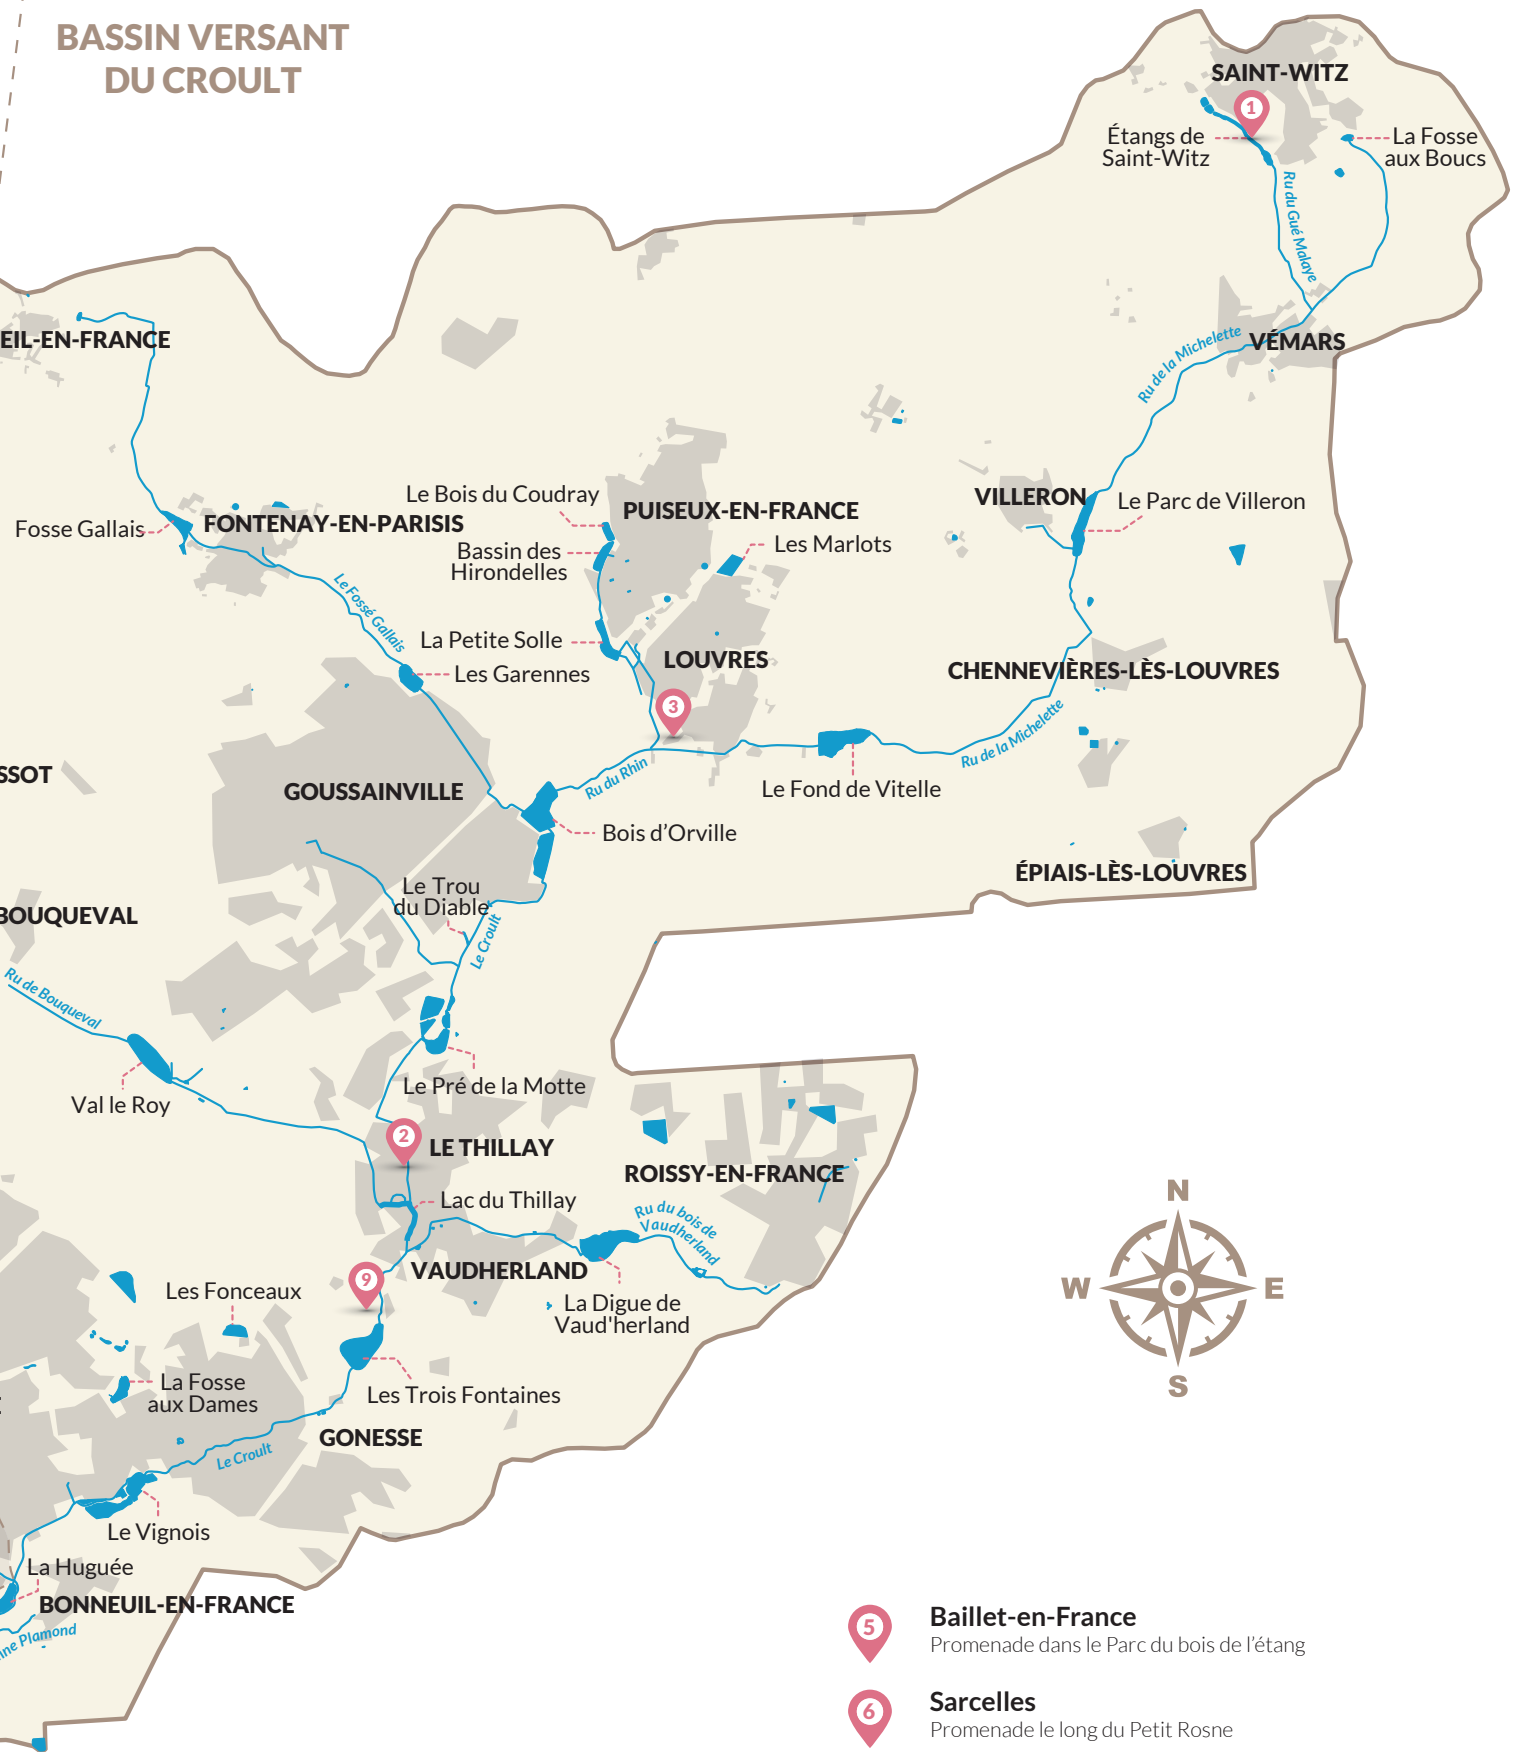 BASSIN VERSANT
DU CROULT
SAINT-WITZ
1
Étangs de
Saint-Witz
La Fosse
aux Boucs
Ru du Gué Malaye
EIL-EN-FRANCE
Ru de la Michelette
VÉMARS
Le Bois du Coudray
PUISEUX-EN-FRANCE
VILLERON
Le Parc de Villeron
Fosse Gallais
FONTENAY-EN-PARISIS
Bassin des
Hirondelles
Les Marlots
Le Fossé Gallais
La Petite Solle
LOUVRES
Les Garennes
CHENNEVIÈRES-LÈS-LOUVRES
3
Ru de la Michelette
SSOT
GOUSSAINVILLE
Ru du Rhin
Le Fond de Vitelle
Bois d’Orville
ÉPIAIS-LÈS-LOUVRES
Le Trou
du Diable
BOUQUEVAL
Le Croult
Ru de Bouqueval
Le Pré de la Motte
Val le Roy
2
LE THILLAY
ROISSY-EN-FRANCE
Lac du Thillay
Ru du bois de
Vaudherland
N
W
E
S
VAUDHERLAND
9
Les Fonceaux
La Digue de
Vaud'herland
La Fosse
aux Dames
Les Trois Fontaines
GONESSE
Le Croult
Le Vignois
La Huguée
BONNEUIL-EN-FRANCE
ne Plamond
5
Baillet-en-France
Promenade dans le Parc du bois de l’étang
6
Sarcelles
Promenade le long du Petit Rosne